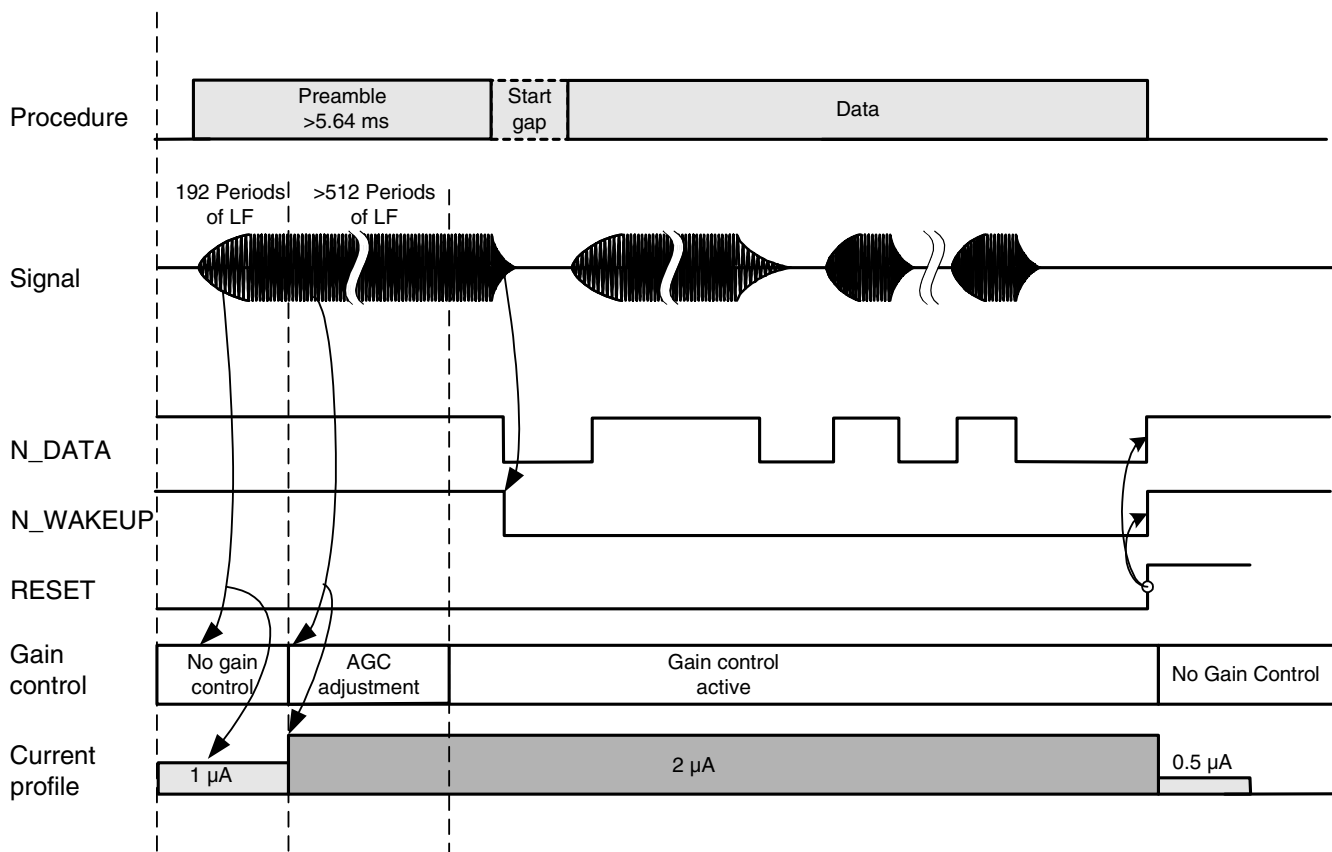 Procedure
Preamble
>5.64 ms
Start
gap
Data
192 Periods
of LF
>512 Periods
of LF
Signal
N_DATA
N_WAKEUP
RESET
Gain
control
No gain
control
AGC
adjustment
Gain control
active
No Gain Control
Current
profile
1 µA
2 µA
0.5 µA